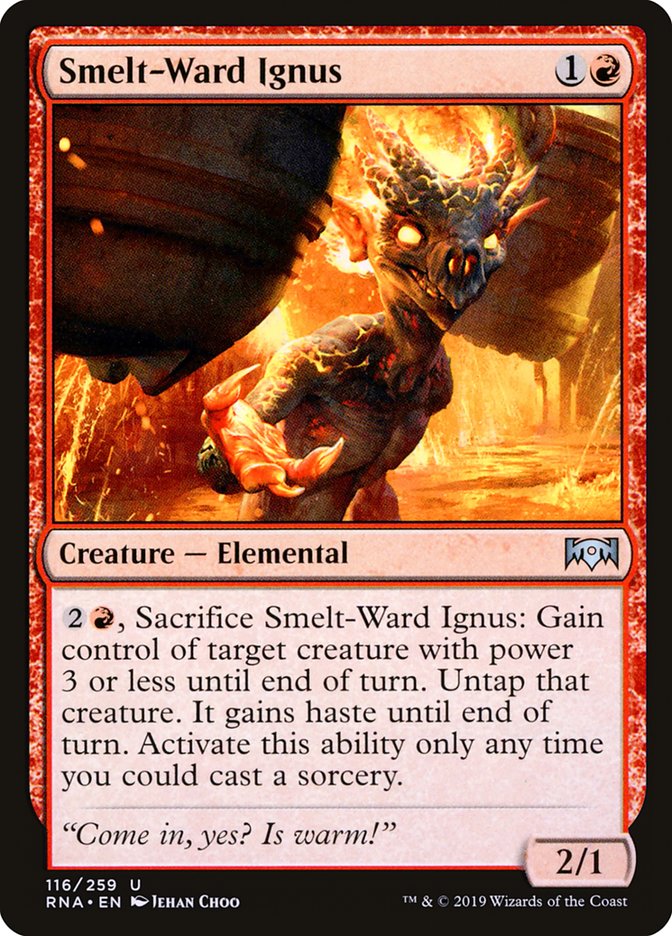 Smelt-Ward Ignus 1
Creature — Elemental
2, Sacrifice Smelt-Ward Ignus: Gain
control of target creature with power
3 or less until end of turn. Untap that
creature. It gains haste until end of
turn. Activate this ability only any time
you could cast a sorcery.
“Come in, yes? Is warm!”
2/1
116/259 U
RNA • EN Jehan Choo
™ & © 2019 Wizards of the Coast